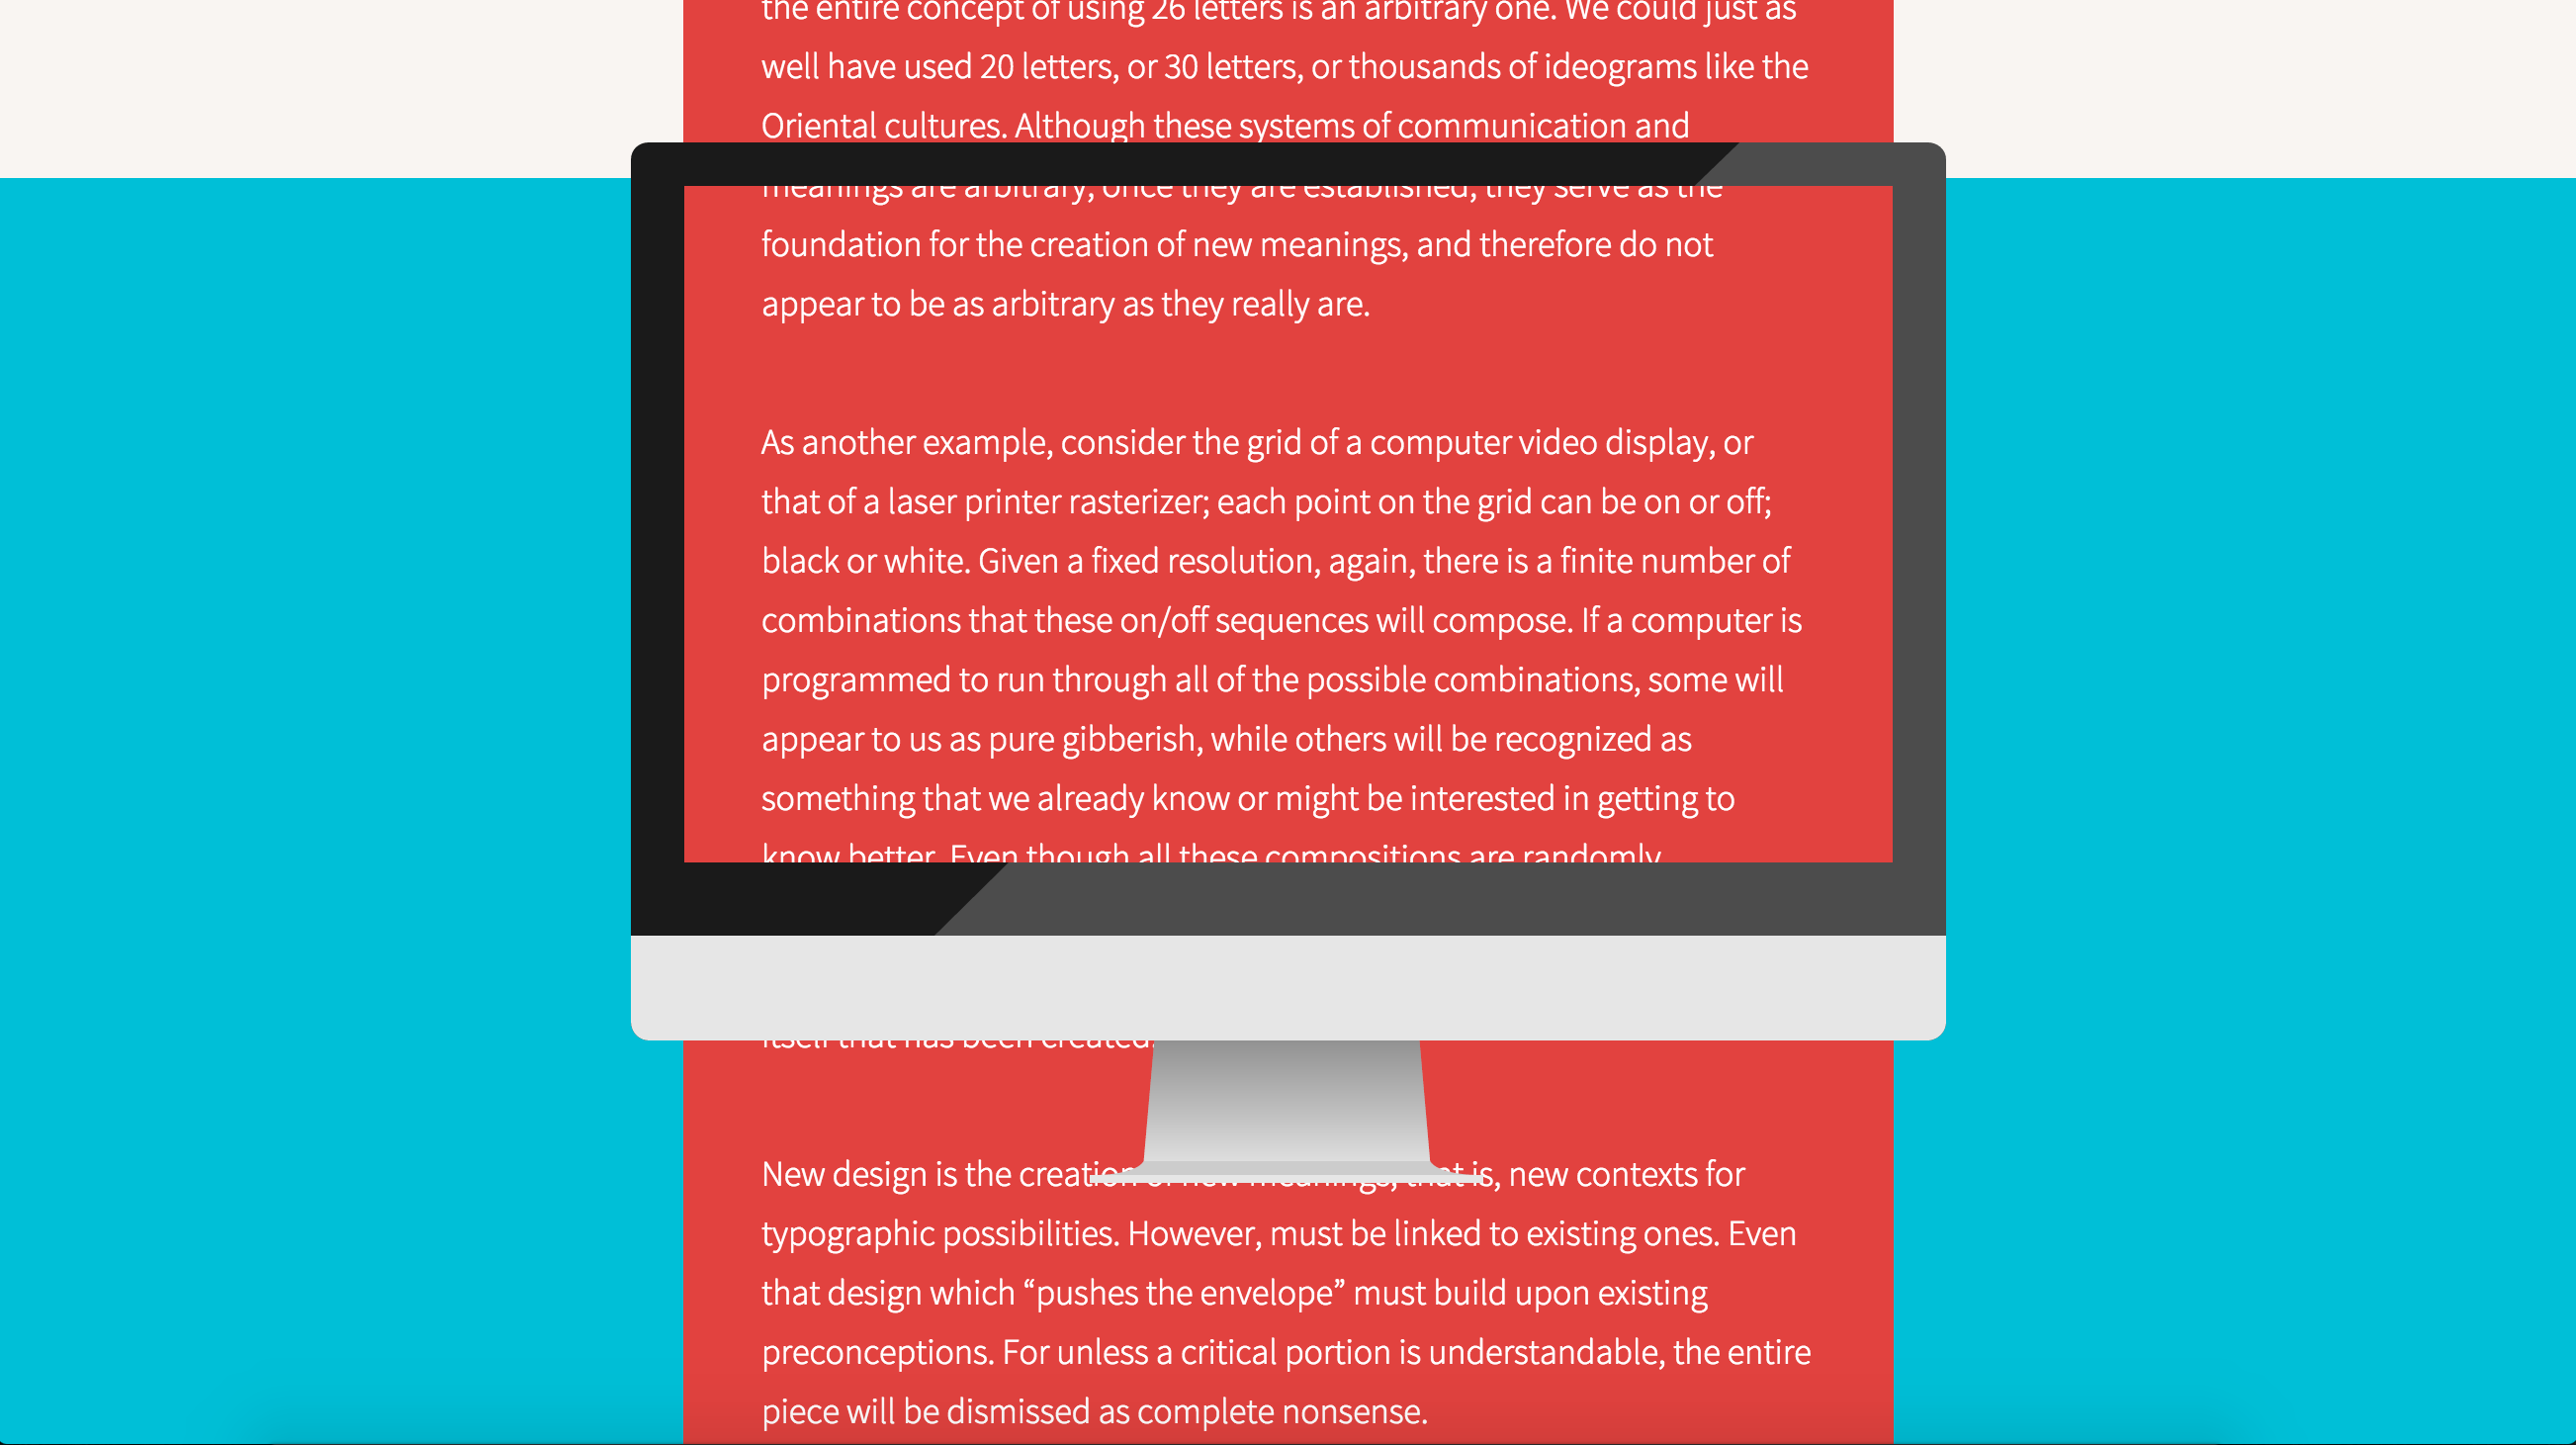 the entire concept of using 26 letters is an arbitrary one. We could just as
well have used 20 letters, or 30 letters, or thousands of ideograms like the
Oriental cultures. Although these systems of communication and
meanings are arbitrary, once they are established, they serve as the
foundation for the creation of new meanings, and therefore do not
appear to be as arbitrary as they really are.
As another example, consider the grid of a computer video display, or
that of a laser printer rasterizer; each point on the grid can be on or off;
black or white. Given a fixed resolution, again, there is a finite number of
combinations that these on/off sequences will compose. If a computer is
programmed to run through all of the possible combinations, some will
appear to us as pure gibberish, while others will be recognized as
something that we already know or might be interested in getting to
know better. Even though all these compositions are randomly
itself that has been created.
New design is the creation of new meanings, that is, new contexts for
typographic possibilities. However, must be linked to existing ones. Even
that design which “pushes the envelope” must build upon existing
preconceptions. For unless a critical portion is understandable, the entire
piece will be dismissed as complete nonsense.